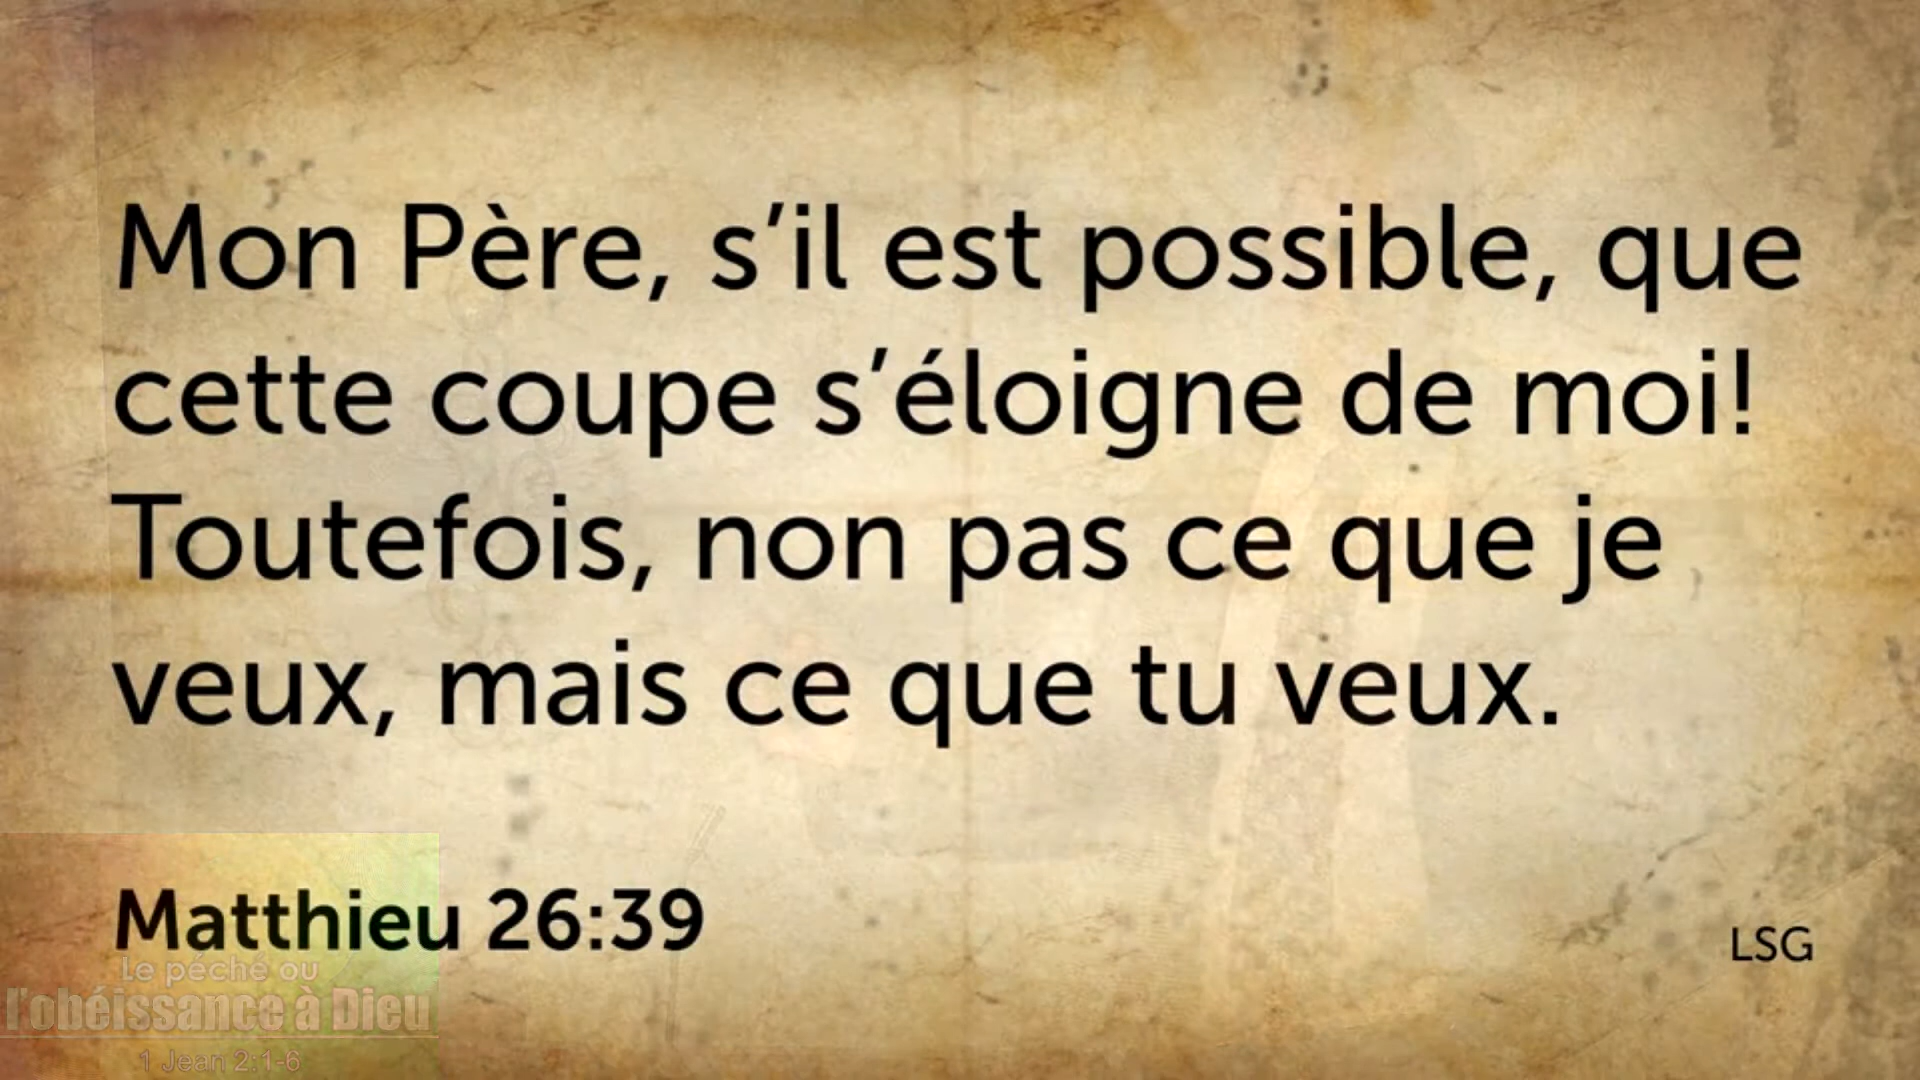 Mon Père, s’il est possible, que
cette coupe s’éloigne de moi!
Toutefois, non pas ce que je
veux, mais ce que tu veux.
Matthieu 26:39
LSG
Le péché ou
l'obéissance à Dieu
1 Jean 2:1-6